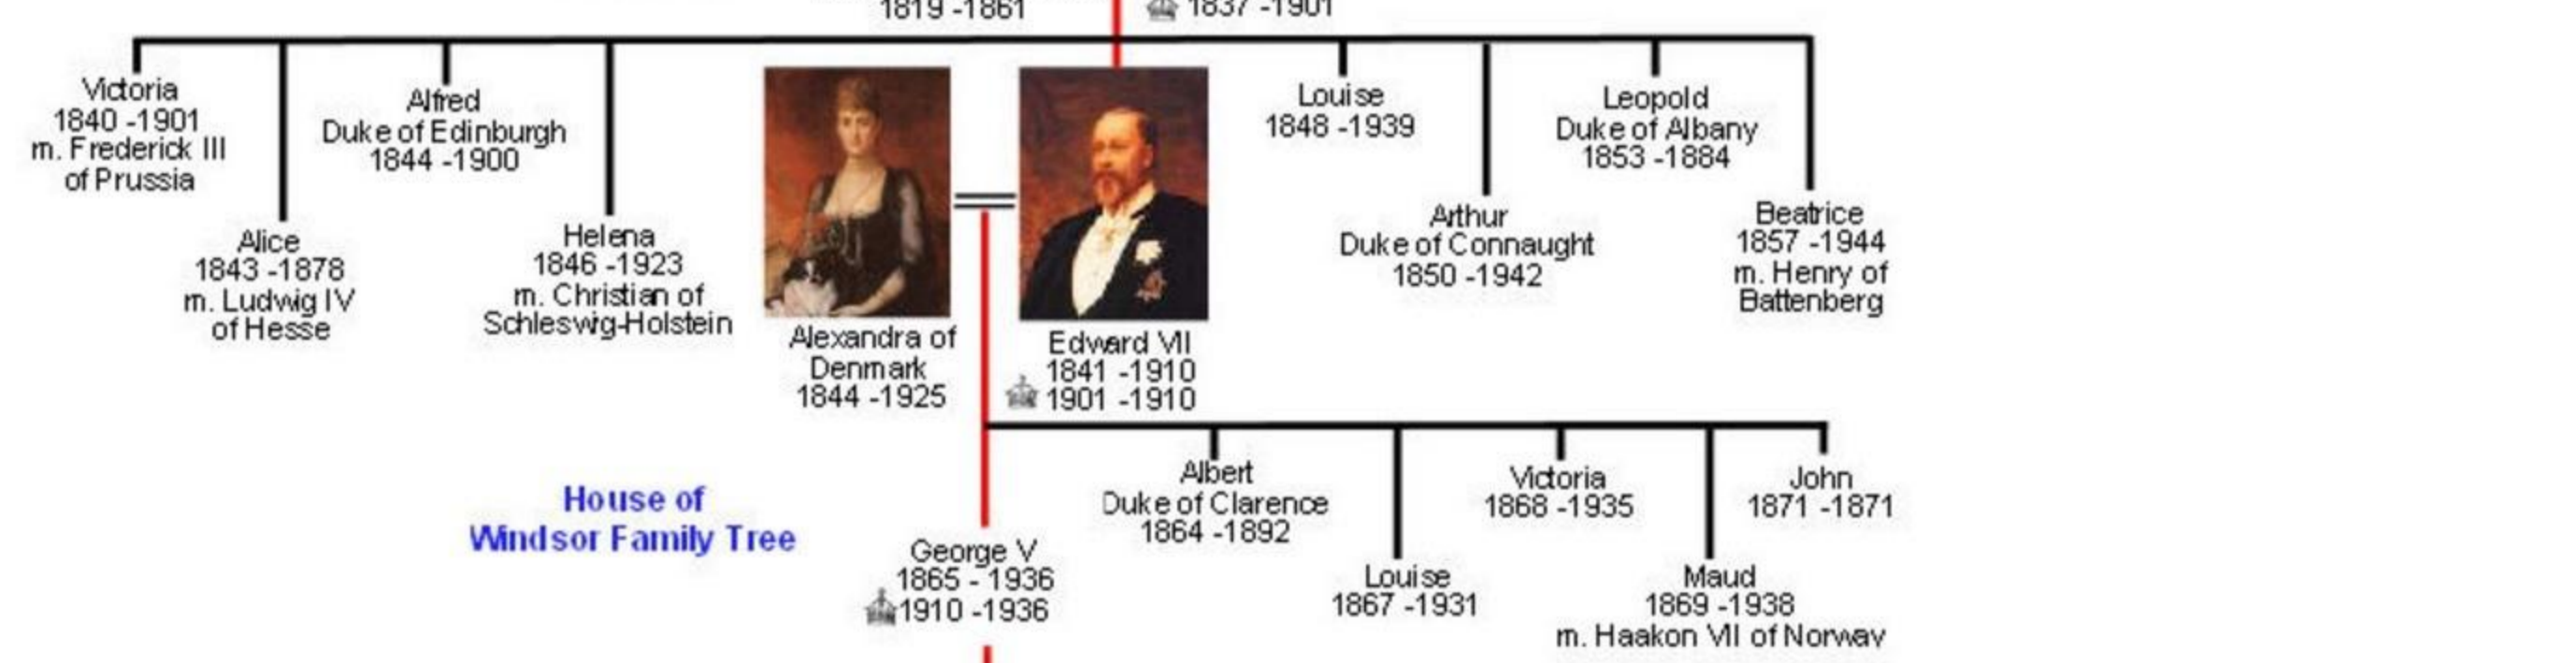 1819 -1861
1837 -1901
Victoria
1840 -1901
m. Frederick III
of Prussia
Alice
1843 -1878
m. Ludwig IV
of Hesse
Alfred
Duke of Edinburgh
1844 -1900
Helena
1846 -1923
m. Christian of
Schleswig-Holstein
Alexandra of
Denmark
1844 -1925
Edward VII
1841 -1910
1901 -1910
Louise
1848 -1939
Arthur
Duke of Connaught
1850 -1942
Leopold
Duke of Albany
1853 -1884
Beatrice
1857 -1944
m. Henry of
Battenberg
House of
Windsor Family Tree
George V
1865 - 1936
1910 -1936
Albert
Duke of Clarence
1864 -1892
Louise
1867 -1931
Victoria
1868 -1935
Maud
1869 -1938
m. Haakon VII of Norway
John
1871 -1871